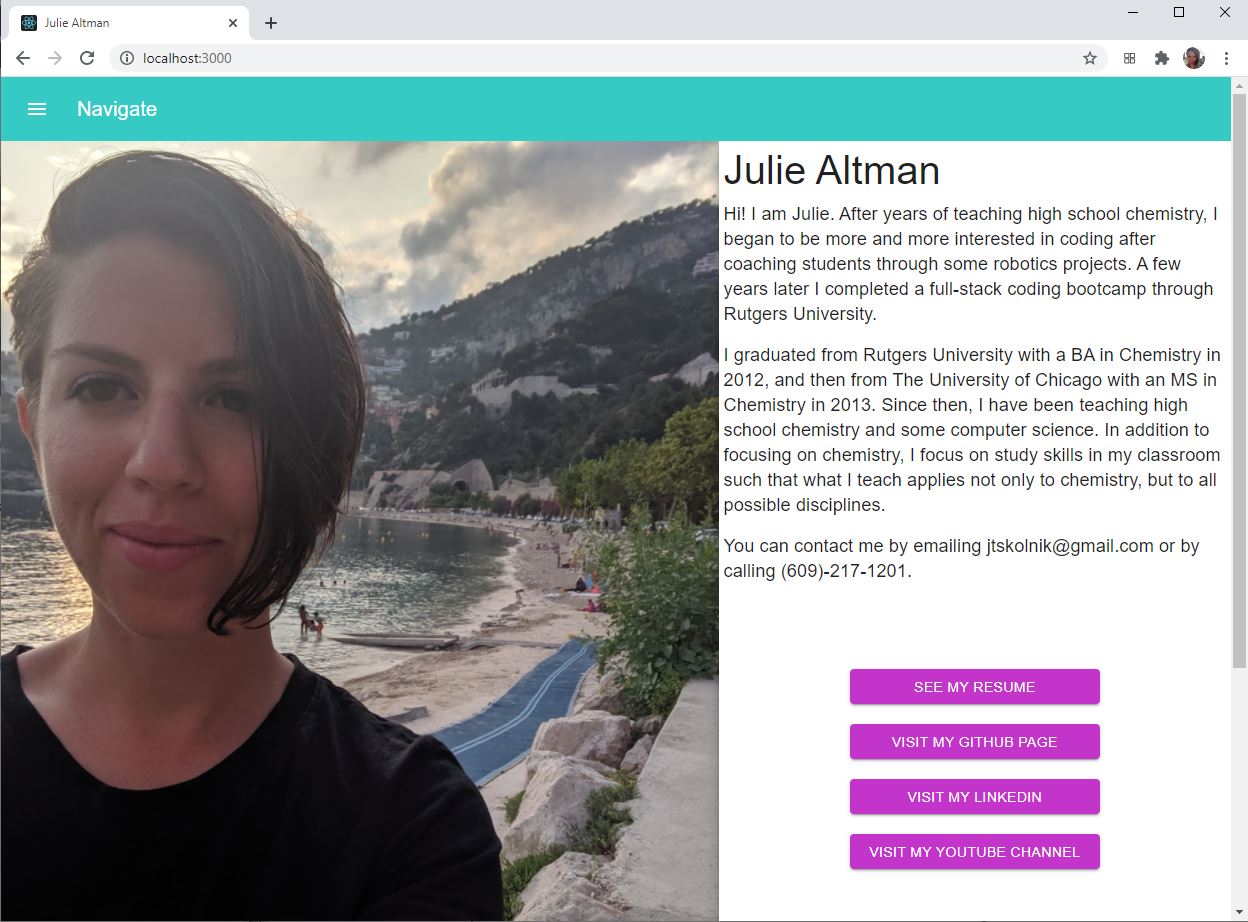 Julie Altman
localhost:3000
Navigate
Julie Altman
Hi! I am Julie. After years of teaching high school chemistry, I
began to be more and more interested in coding after
coaching students through some robotics projects. A few
years later I completed a full-stack coding bootcamp through
Rutgers University.
I graduated from Rutgers University with a BA in Chemistry in
2012, and then from The University of Chicago with an MS in
Chemistry in 2013. Since then, I have been teaching high
school chemistry and some computer science. In addition to
focusing on chemistry, I focus on study skills in my classroom
such that what I teach applies not only to chemistry, but to all
possible disciplines.
You can contact me by emailing jtskolnik@gmail.com or by
calling (609)-217-1201.
SEE MY RESUME
VISIT MY GITHUB PAGE
VISIT MY LINKEDIN
VISIT MY YOUTUBE CHANNEL